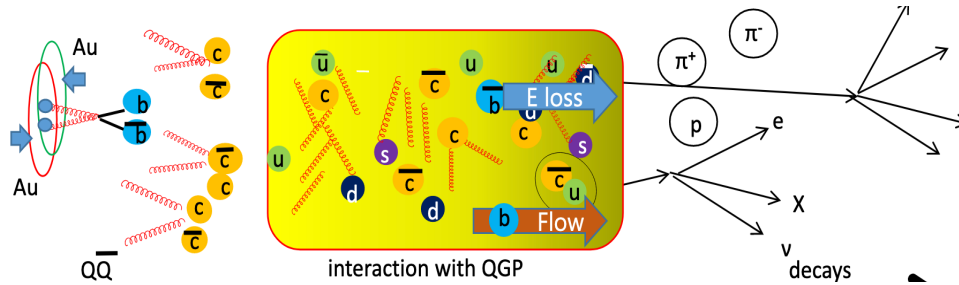 Au
Au
b
b̅
c
c̅
c̅
c
c
c̅
QQ̅
u̅
c
u
s
d
c̅
c̅
d
u
c
b̅
E loss
u
d̅
u
c
s
c̅
u
b
Flow
interaction with QGP
π⁺
π⁻
p
e
X
ν
decays